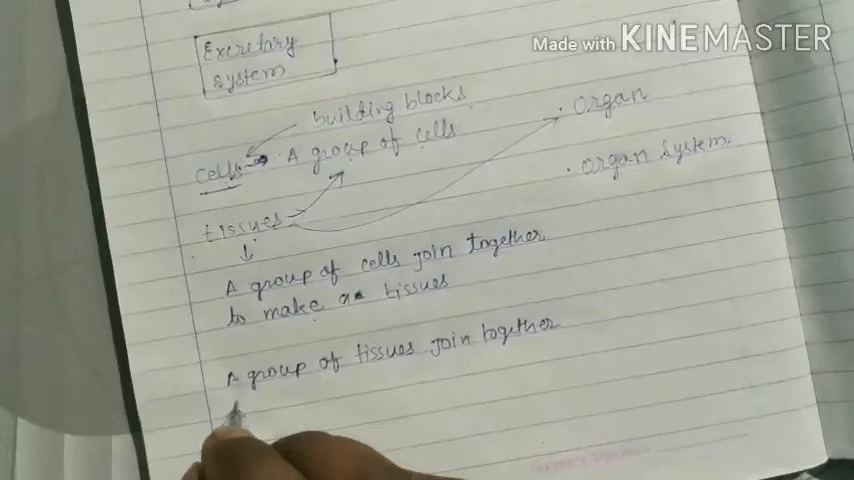 Made with KINEMASTER
Excretary
system
building blocks
cells → A group of cells
• Organ
• Organ system
tissues
A group of cells join together
to make a tissues
A group of tissues join together